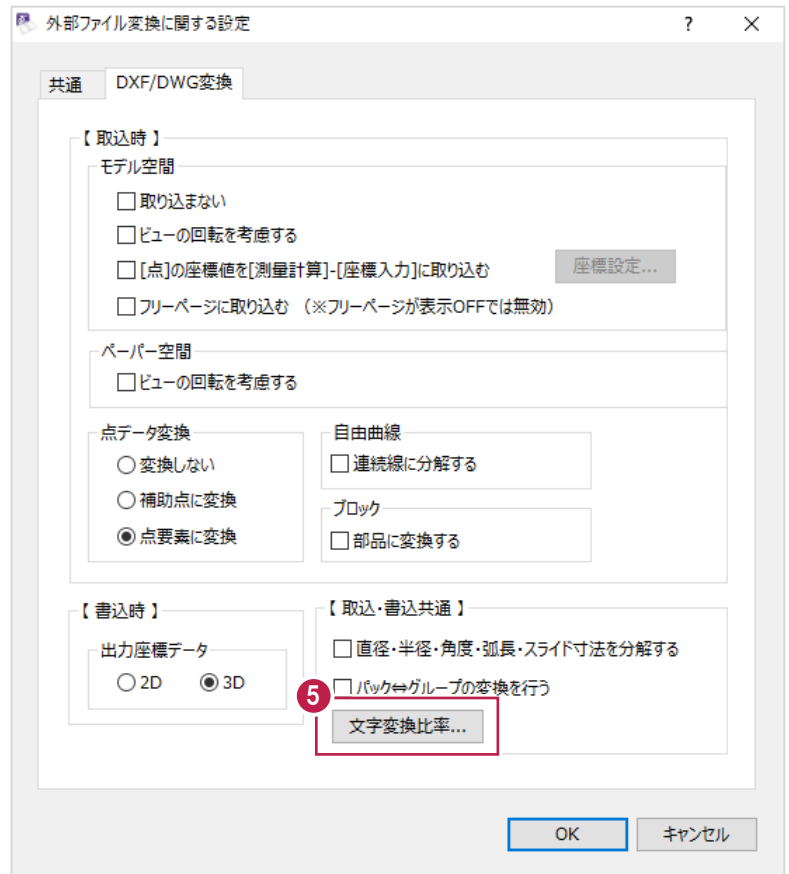 外部ファイル変換に関する設定 ?
共通 DXF/DWG変換
【 取込時 】
モデル空間
取り込まない
ビューの回転を考慮する
[点]の座標値を[測量計算]-[座標入力]に取り込む 座標設定...
フリーページに取り込む (※フリーページが表示OFFでは無効)
ペーパー空間
ビューの回転を考慮する
点データ変換
変換しない
補助点に変換
点要素に変換
自由曲線
連続線に分解する
ブロック
部品に変換する
【 書込時 】
出力座標データ
2D 3D
【 取込・書込共通 】
直径・半径・角度・弧長・スライド寸法を分解する
パック⇔グループの変換を行う
5
文字変換比率...
OK キャンセル